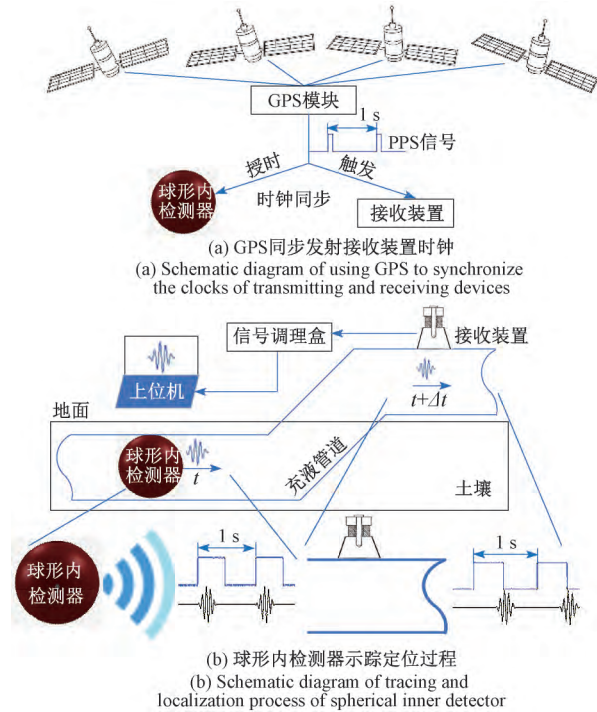 GPS模块
1 s
PPS信号
授时
触发
球形内
检测器
时钟同步
接收装置
(a) GPS同步发射接收装置时钟
(a) Schematic diagram of using GPS to synchronize
the clocks of transmitting and receiving devices
信号调理盒
接收装置
上位机
t+Δt
地面
球形内
检测器
t
充液管道
土壤
1 s
1 s
球形内
检测器
(b) 球形内检测器示踪定位过程
(b) Schematic diagram of tracing and
localization process of spherical inner detector